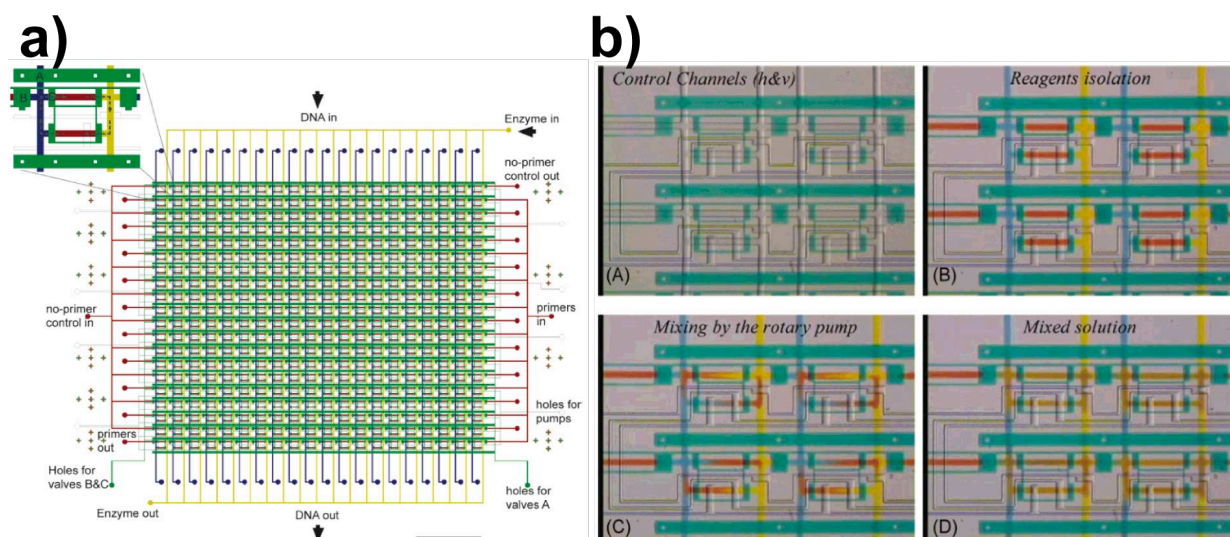 a)
b)
A
B
DNA in
Enzyme in
no-primer
control out
no-primer
control in
primers
in
holes for
pumps
primers
out
Holes for
valves B&C
holes for
valves A
Enzyme out
DNA out
Control Channels (h&v)
(A)
Reagents isolation
(B)
Mixing by the rotary pump
(C)
Mixed solution
(D)